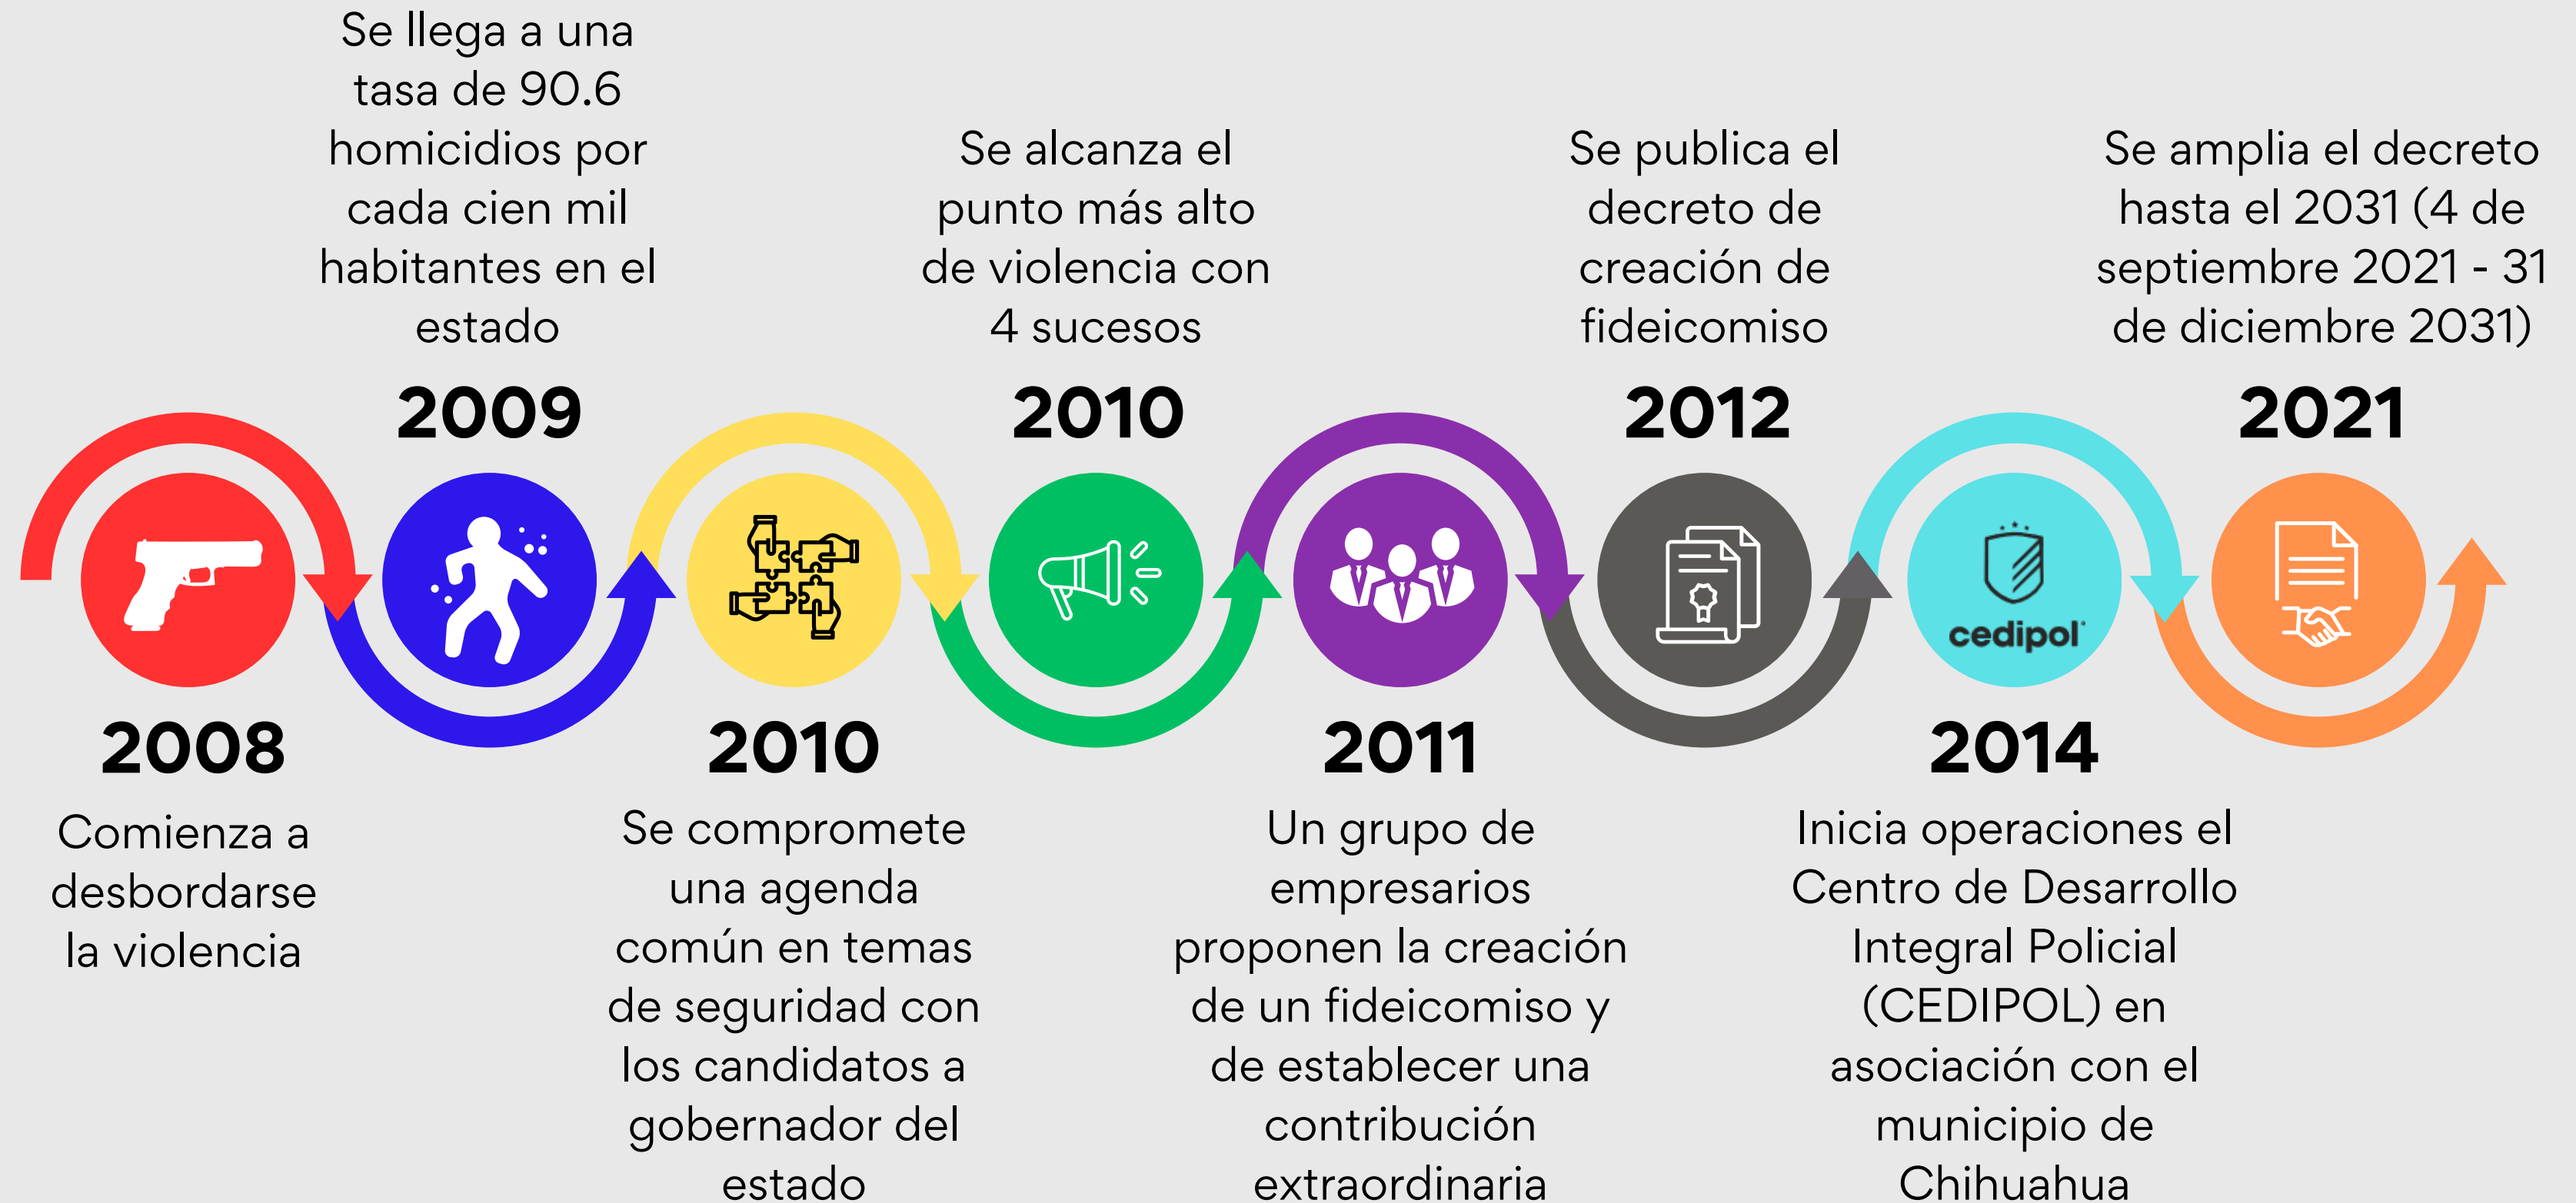 2008
Comienza a
desbordarse
la violencia
Se llega a una
tasa de 90.6
homicidios por
cada cien mil
habitantes en el
estado
2009
2010
Se compromete
una agenda
común en temas
de seguridad con
los candidatos a
gobernador del
estado
Se alcanza el
punto más alto
de violencia con
4 sucesos
2010
2011
Un grupo de
empresarios
proponen la creación
de un fideicomiso y
de establecer una
contribución
extraordinaria
Se publica el
decreto de
creación de
fideicomiso
2012
cedipol
2014
Inicia operaciones el
Centro de Desarrollo
Integral Policial
(CEDIPOL) en
asociación con el
municipio de
Chihuahua
Se amplia el decreto
hasta el 2031 (4 de
septiembre 2021 - 31
de diciembre 2031)
2021